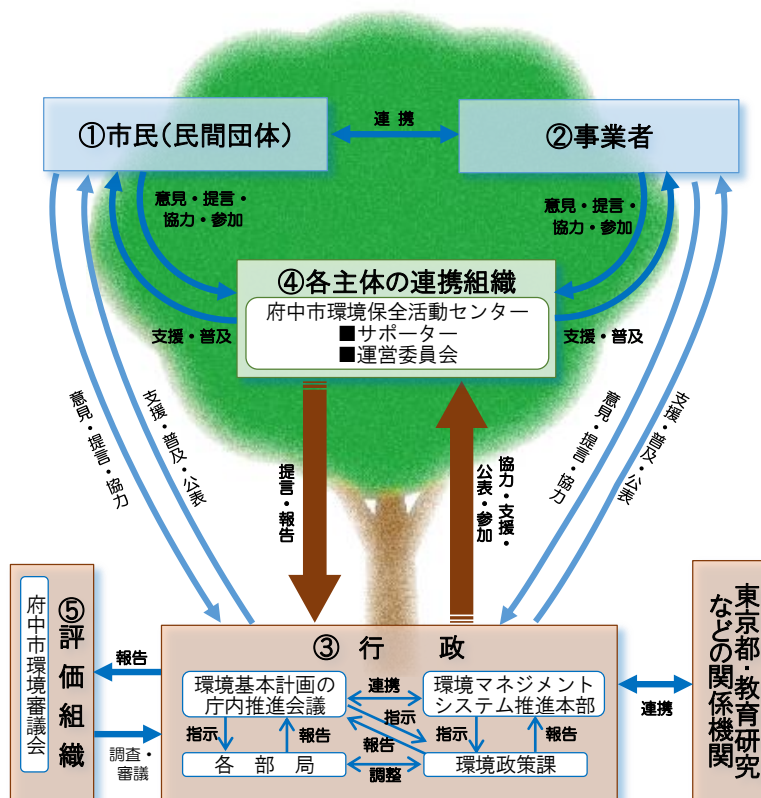 ①市民（民間団体）
連 携
②事業者
意見・提言・
協力・参加
意見・提言・
協力・参加
④各主体の連携組織
府中市環境保全活動センター
■サポーター
■運営委員会
支援・普及
支援・普及
意見・提言・協力
支援・普及・公表
意見・提言・協力
支援・普及・公表
提言・報告
協力・支援・
公表・参加
⑤評価組織
府中市環境審議会
報告
調査・
審議
③ 行 政
環境基本計画の
庁内推進会議
連携
環境マネジメント
システム推進本部
指示
報告
指示
報告
指示
報告
各 部 局
調整
環境政策課
連携
東京都・教育研究
などの関係機関